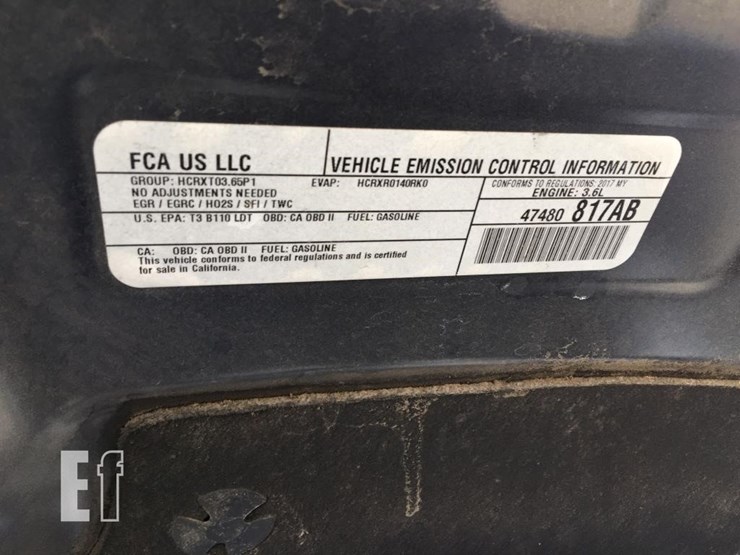 FCA US LLC
VEHICLE EMISSION CONTROL INFORMATION
GROUP: HCRXT03.65P1 EVAP: HCRXR0140RK0
NO ADJUSTMENTS NEEDED
EGR / EGRC / HO2S / SFI / TWC
CONFORMS TO REGULATIONS: 2017 MY
ENGINE: 3.6L
U.S. EPA: T3 B110 LDT OBD: CA OBD II FUEL: GASOLINE
47480 817AB
CA: OBD: CA OBD II FUEL: GASOLINE
This vehicle conforms to federal regulations and is certified
for sale in California.
Ef